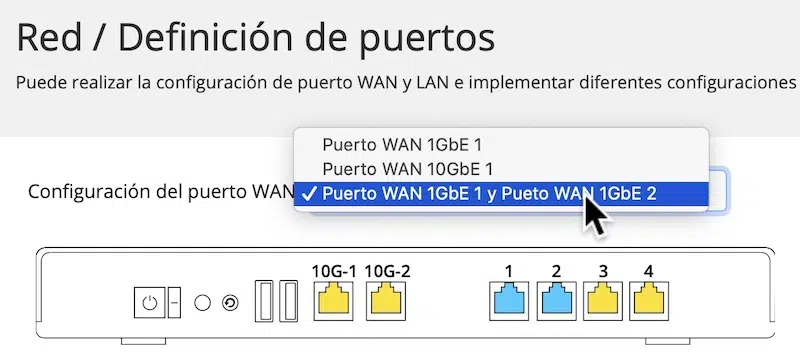 Red / Definición de puertos
Puede realizar la configuración de puerto WAN y LAN e implementar diferentes configuraciones
Puerto WAN 1GbE 1
Puerto WAN 10GbE 1
Configuración del puerto WAN ✓ Puerto WAN 1GbE 1 y Pueto WAN 1GbE 2
10G-1 10G-2 1 2 3 4